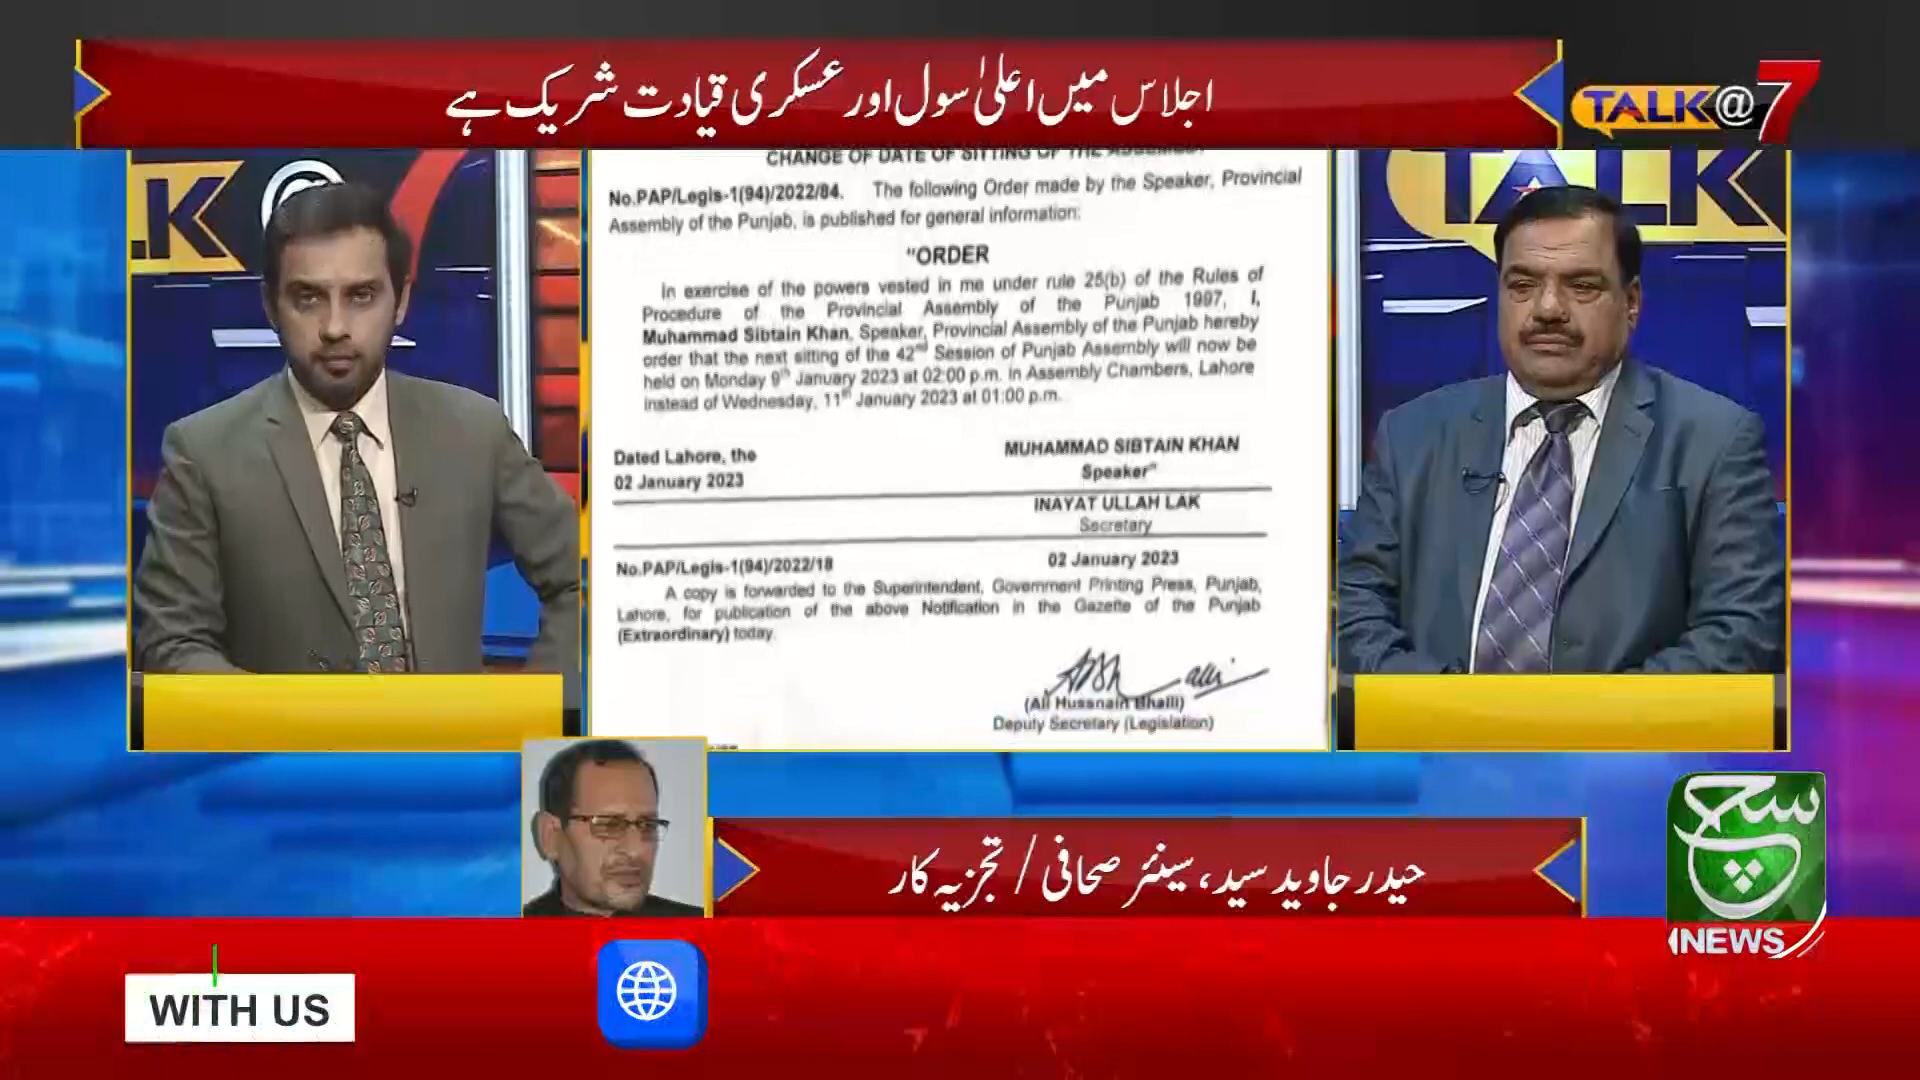 اجلاس میں اعلیٰ سول اور عسکری قیادت شریک ہے
TALK@7
LK
TALK
CHANGE OF DATE OF SITTING OF THE ASSEMBLY
No.PAP/Legis-1(94)/2022/84. The following Order made by the Speaker, Provincial
Assembly of the Punjab, is published for general information:
"ORDER
In exercise of the powers vested in me under rule 25(b) of the Rules of
Procedure of the Provincial Assembly of the Punjab 1997, I,
Muhammad Sibtain Khan, Speaker, Provincial Assembly of the Punjab hereby
order that the next sitting of the 42nd Session of Punjab Assembly will now be
held on Monday 9th January 2023 at 02:00 p.m. in Assembly Chambers, Lahore
instead of Wednesday, 11th January 2023 at 01:00 p.m.
Dated Lahore, the
02 January 2023
MUHAMMAD SIBTAIN KHAN
Speaker"
INAYAT ULLAH LAK
Secretary
No.PAP/Legis-1(94)/2022/18 02 January 2023
A copy is forwarded to the Superintendent, Government Printing Press, Punjab,
Lahore, for publication of the above Notification in the Gazette of the Punjab
(Extraordinary) today.
(Ali Hussnain Bhalli)
Deputy Secretary (Legislation)
حیدر جاوید سید، سینئر صحافی / تجزیہ کار
سچ
NEWS
WITH US